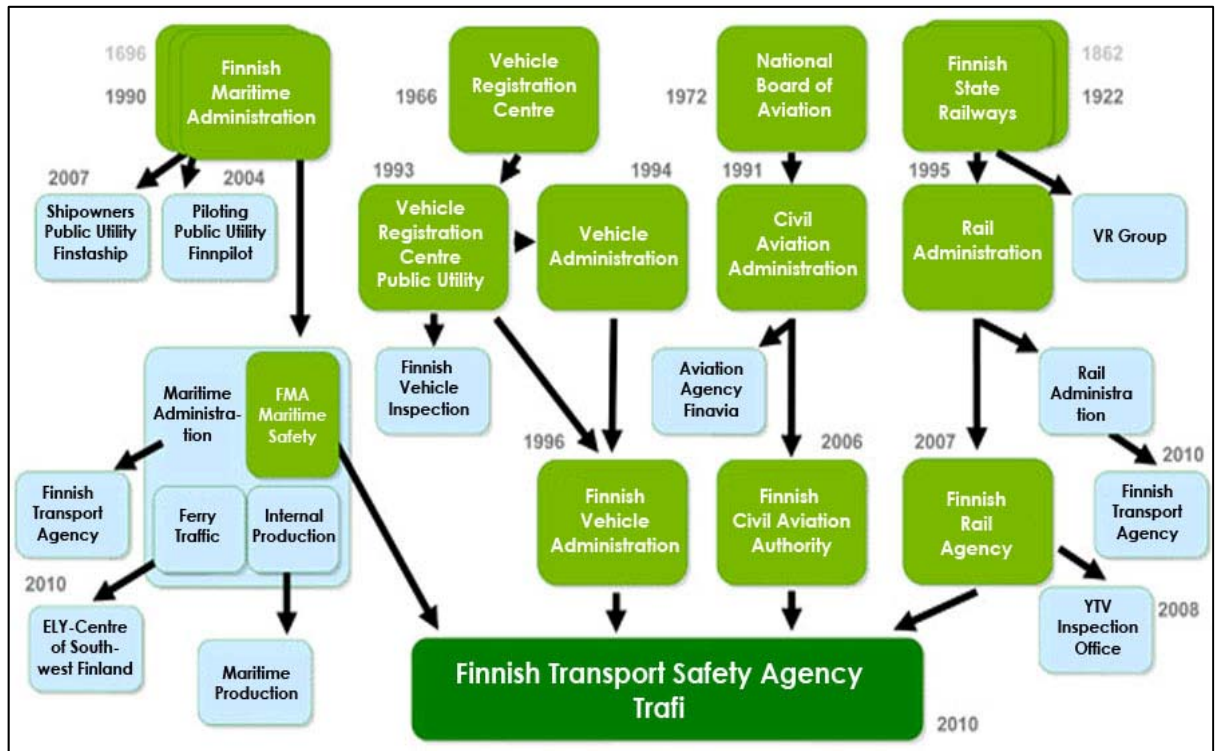 1696
1990
Finnish
Maritime
Administration
1966
Vehicle
Registration
Centre
1972
National
Board of
Aviation
Finnish
State
Railways
1862
1922
2007
Shipowners
Public Utility
Finstaship
2004
Piloting
Public Utility
Finnpilot
1993
Vehicle
Registration
Centre
Public Utility
1994
Vehicle
Administration
1991
Civil
Aviation
Administration
1995
Rail
Administration
VR Group
Maritime
Administra-
tion
FMA
Maritime
Safety
Finnish
Vehicle
Inspection
Aviation
Agency
Finavia
Rail
Administra
tion
Finnish
Transport
Agency
Ferry
Traffic
Internal
Production
1996
Finnish
Vehicle
Administration
2006
Finnish
Civil Aviation
Authority
2007
Finnish
Rail
Agency
2010
Finnish
Transport
Agency
2010
ELY-Centre
of South-
west Finland
Maritime
Production
YTV
Inspection
Office
2008
Finnish Transport Safety Agency
Trafi
2010